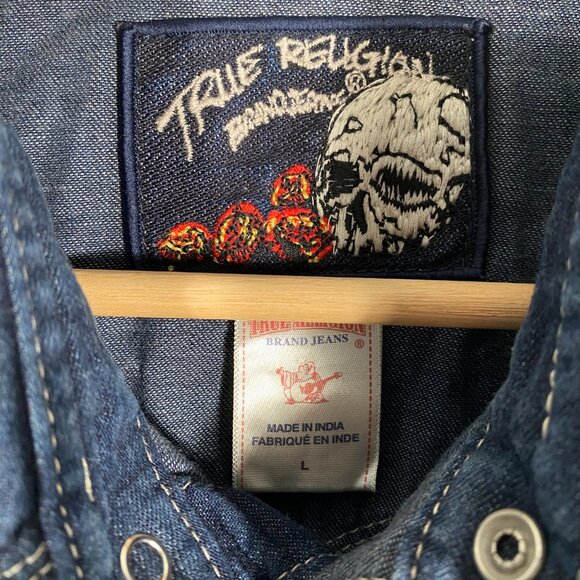 TRUE RELIGION
BRAND JEANS ®
TRUE RELIGION
BRAND JEANS ®
MADE IN INDIA
FABRIQUÉ EN INDE
L